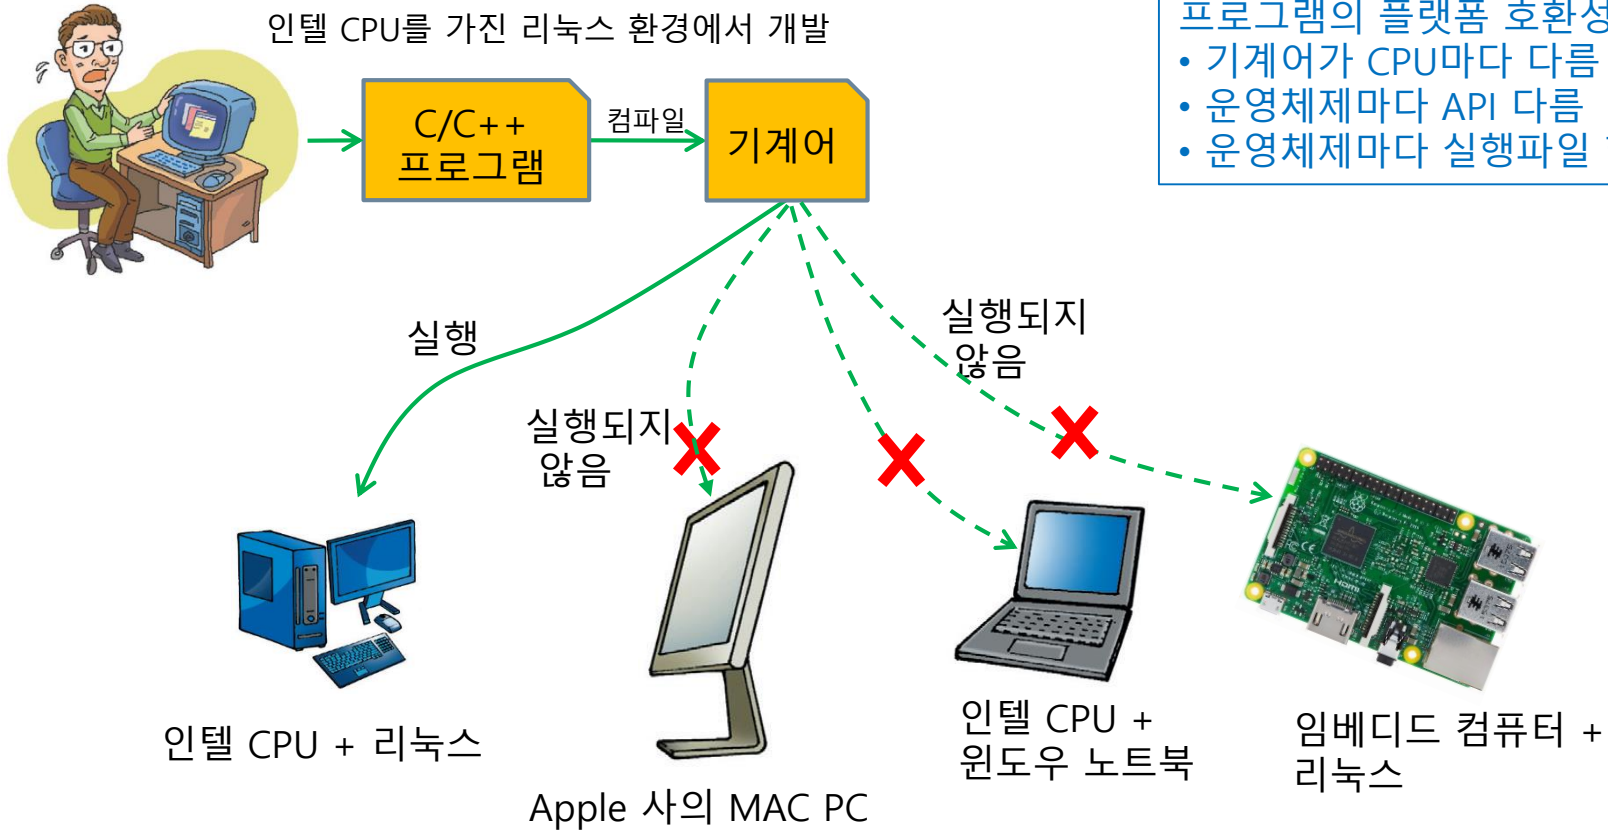 인텔 CPU를 가진 리눅스 환경에서 개발
프로그램의 플랫폼 호환성
• 기계어가 CPU마다 다름
• 운영체제마다 API 다름
• 운영체제마다 실행파일
C/C++
프로그램
컴파일
기계어
실행
실행되지
않음
실행되지
않음
인텔 CPU + 리눅스
Apple 사의 MAC PC
인텔 CPU +
윈도우 노트북
임베디드 컴퓨터 +
리눅스
HDMI